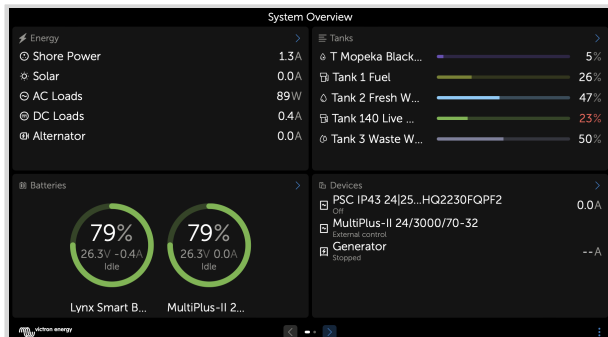 System Overview
Energy
Shore Power 1.3A
Solar 0.0A
AC Loads 89W
DC Loads 0.4A
Alternator 0.0A
Tanks
T Mopeka Black... 5%
Tank 1 Fuel 26%
Tank 2 Fresh W... 47%
Tank 140 Live ... 23%
Tank 3 Waste W... 50%
Batteries
79%
26.3V -0.4A
Idle
Lynx Smart B...
79%
26.3V 0.0A
Idle
MultiPlus-II 2...
Devices
PSC IP43 24|25...HQ2230FQPF2 0.0A
Off
MultiPlus-II 24/3000/70-32
External control
Generator --A
Stopped
victron energy